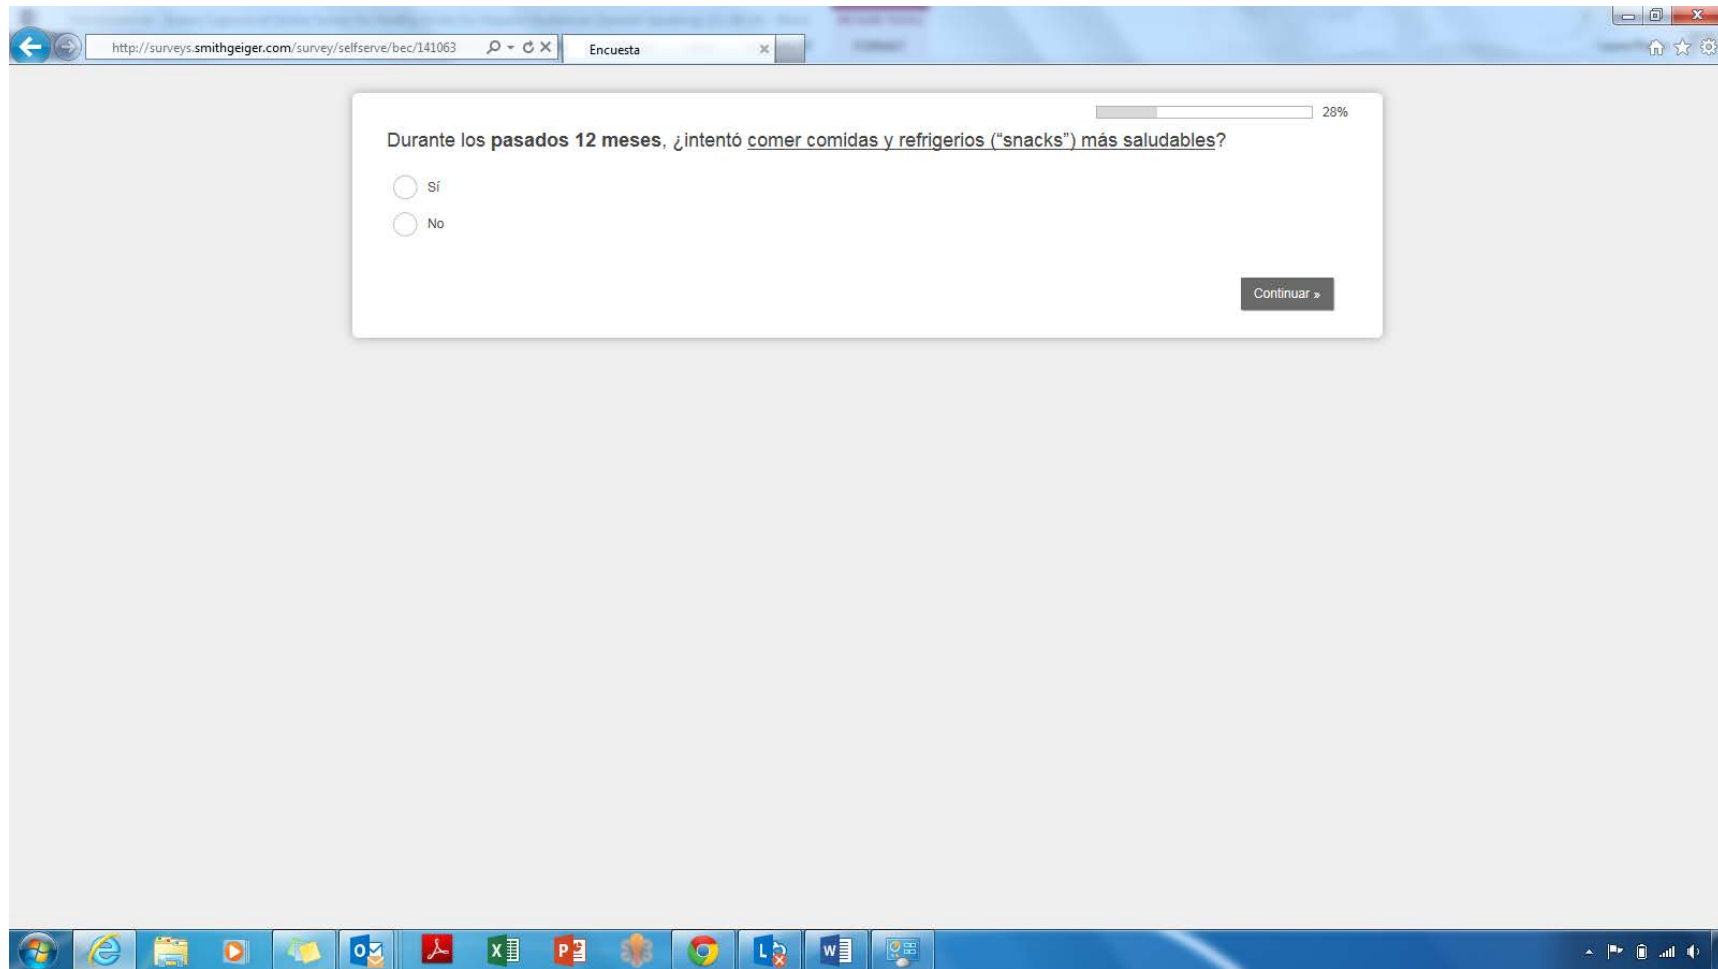 http://surveys.smithgeiger.com/survey/selfserve/bec/141063
Encuesta
28%
Durante los pasados 12 meses, ¿intentó comer comidas y refrigerios (“snacks”) más saludables?
Sí
No
Continuar »